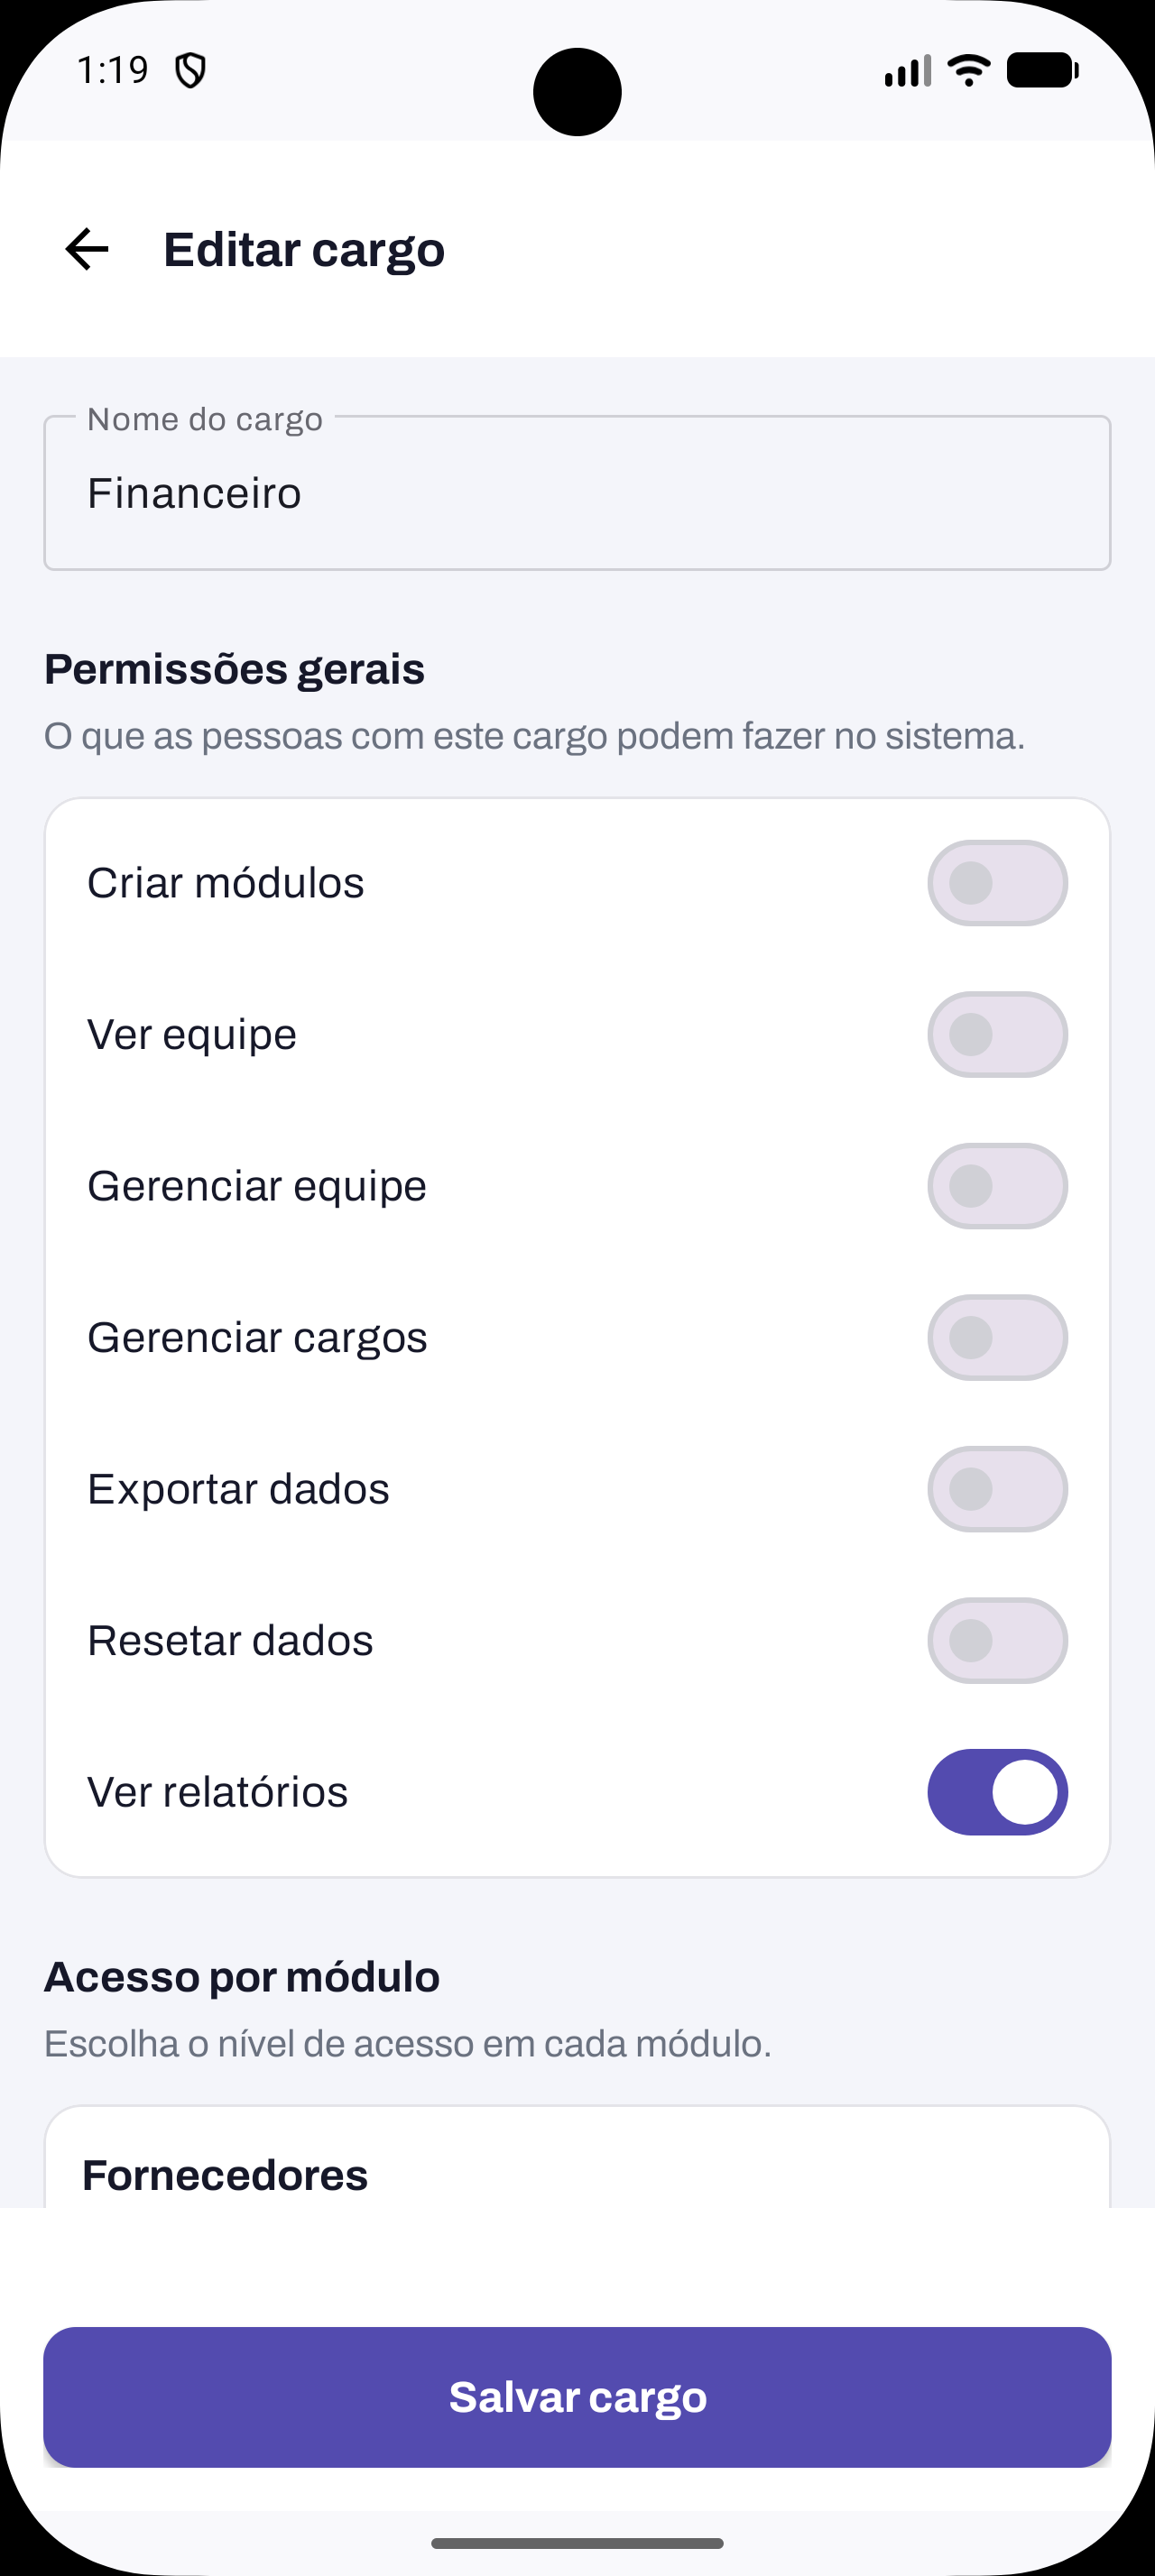 1:19
Editar cargo
Nome do cargo
Financeiro
Permissões gerais
O que as pessoas com este cargo podem fazer no sistema.
Criar módulos
Ver equipe
Gerenciar equipe
Gerenciar cargos
Exportar dados
Resetar dados
Ver relatórios
Acesso por módulo
Escolha o nível de acesso em cada módulo.
Fornecedores
Salvar cargo